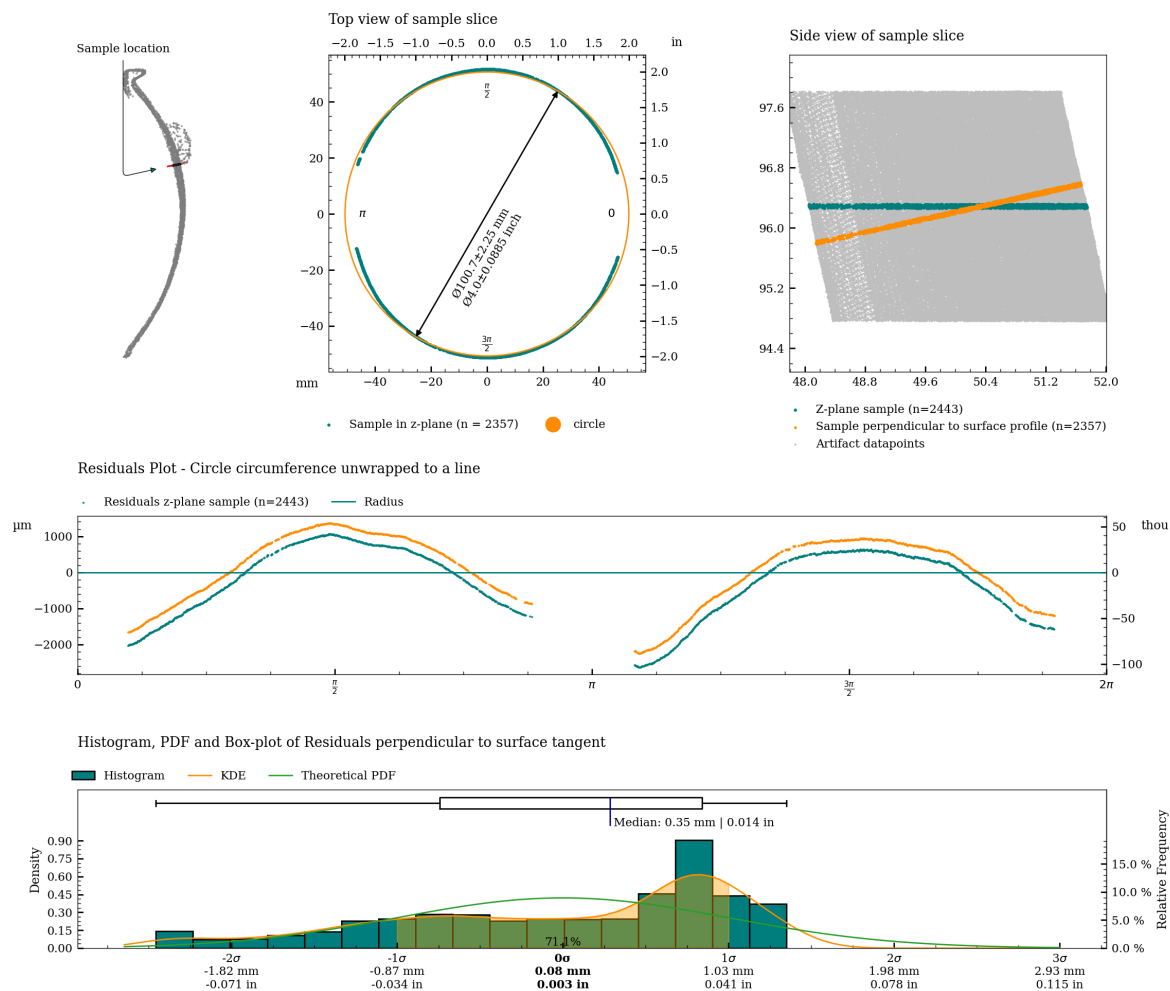 Top view of sample slice
Sample location
−2.0 −1.5 −1.0 −0.5 0.0 0.5 1.0 1.5 2.0 in
Side view of sample slice
40
20
0
−20
−40
π/2
π
0
3π/2
Ø100.7±2.25 mm
Ø4.0±0.0885 inch
2.0
1.5
1.0
0.5
0.0
−0.5
−1.0
−1.5
−2.0
mm −40 −20 0 20 40
97.6
96.8
96.0
95.2
94.4
48.0 48.8 49.6 50.4 51.2 52.0
Sample in z-plane (n = 2357) circle
Z-plane sample (n=2443)
Sample perpendicular to surface profile (n=2357)
Artifact datapoints
Residuals Plot - Circle circumference unwrapped to a line
Residuals z-plane sample (n=2443) Radius
µm
1000
0
−1000
−2000
thou
50
0
−50
−100
0 π/2 π 3π/2 2π
Histogram, PDF and Box-plot of Residuals perpendicular to surface tangent
Histogram KDE Theoretical PDF
Median: 0.35 mm | 0.014 in
Density
0.90
0.75
0.60
0.45
0.30
0.15
0.00
Relative Frequency
15.0 %
10.0 %
5.0 %
0.0 %
71.1%
-2σ -1σ 0σ 1σ 2σ 3σ
-1.82 mm -0.87 mm 0.08 mm 1.03 mm 1.98 mm 2.93 mm
-0.071 in -0.034 in 0.003 in 0.041 in 0.078 in 0.115 in